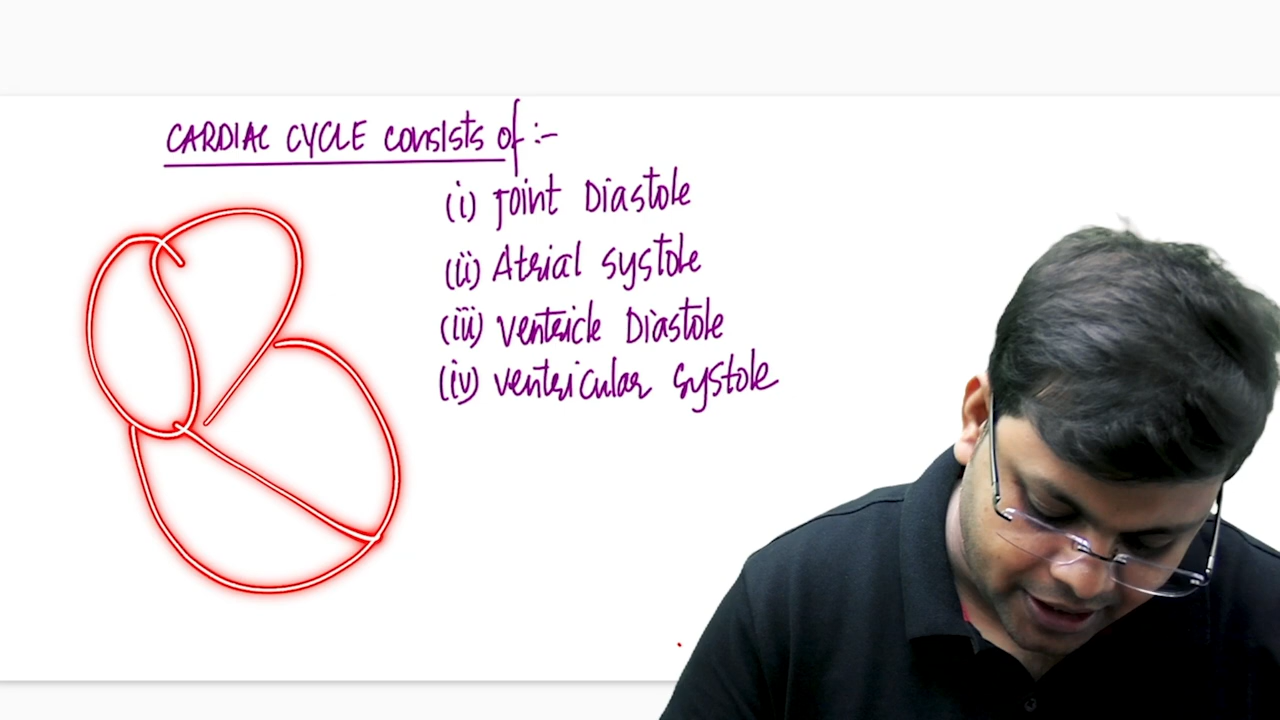 CARDIAC CYCLE consists of :-
(i) Joint Diastole
(ii) Atrial systole
(iii) ventricle Diastole
(iv) ventricular systole